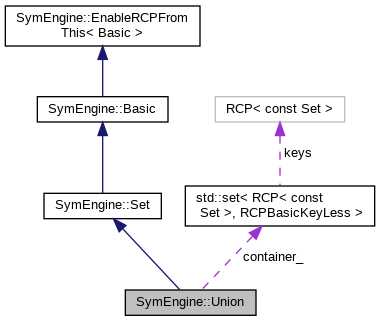 SymEngine::EnableRCPFrom
This< Basic >
SymEngine::Basic
RCP< const Set >
keys
SymEngine::Set
std::set< RCP< const
Set >, RCPBasicKeyLess >
container_
SymEngine::Union